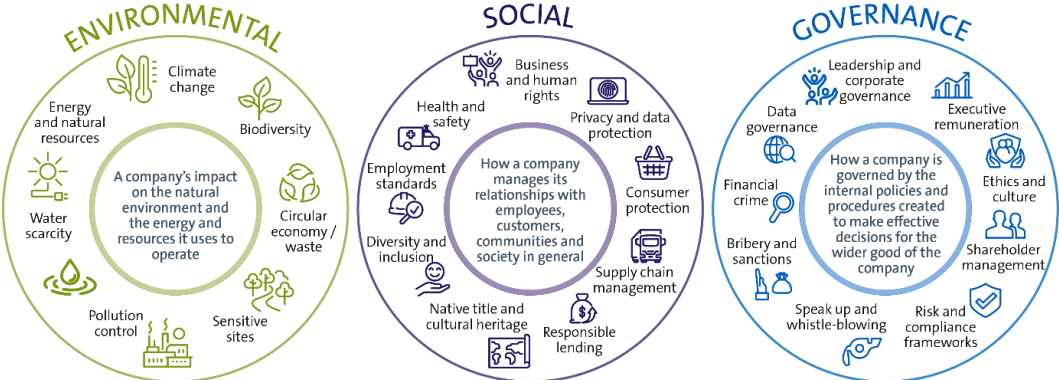 ENVIRONMENTAL
Climate
change
Biodiversity
Circular
economy /
waste
Sensitive
sites
Pollution
control
Water
scarcity
Energy
and natural
resources
A company's impact
on the natural
environment and
the energy and
resources it uses to
operate
SOCIAL
Business
and human
rights
Privacy and data
protection
Consumer
protection
Supply chain
management
Responsible
lending
Native title and
cultural heritage
Diversity and
inclusion
Employment
standards
Health and
safety
How a company
manages its
relationships with
employees,
customers,
communities and
society in general
GOVERNANCE
Leadership and
corporate
governance
Executive
remuneration
Ethics and
culture
Shareholder
management
Risk and
compliance
frameworks
Speak up and
whistle-blowing
Bribery and
sanctions
Financial
crime
Data
governance
How a company is
governed by the
internal policies and
procedures created
to make effective
decisions for the
wider good of the
company